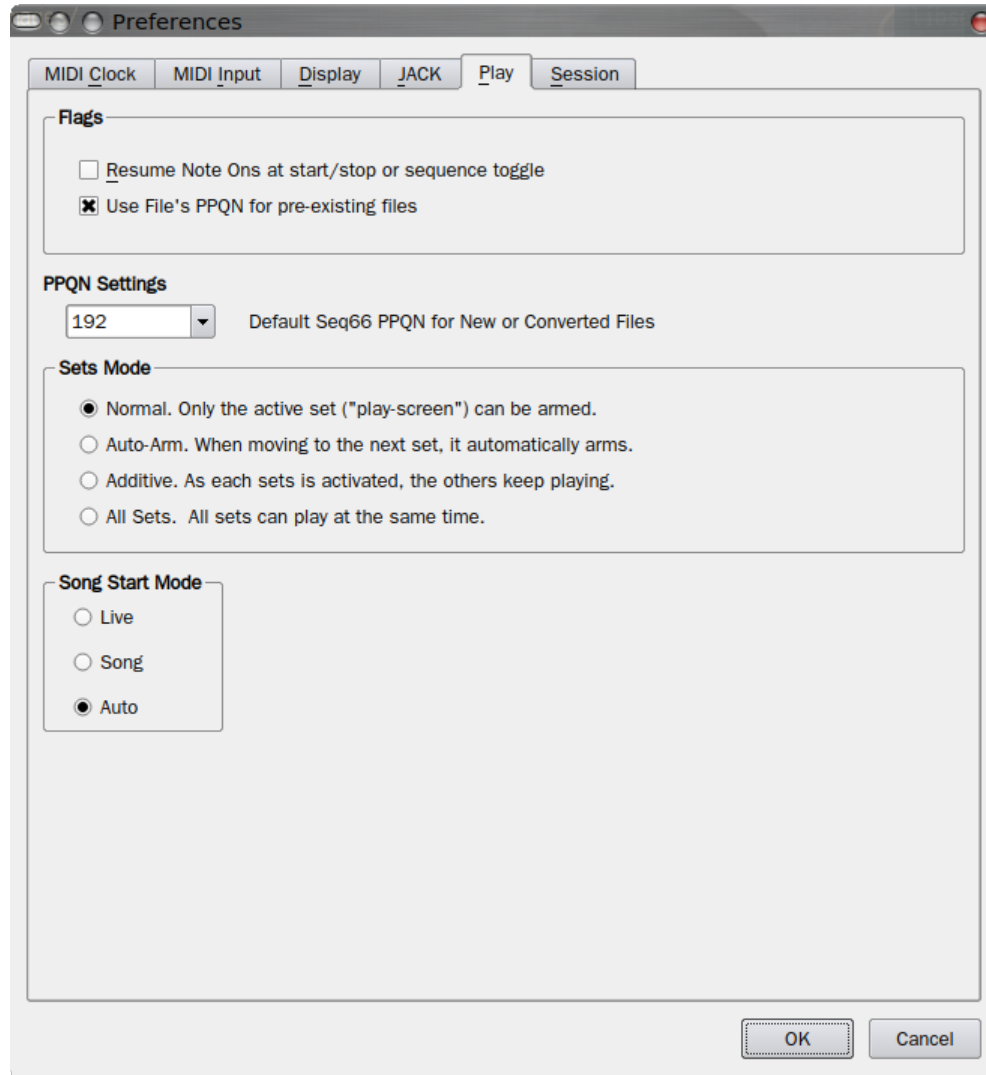 Preferences
MIDI Clock MIDI Input Display JACK Play Session
Flags
Resume Note Ons at start/stop or sequence toggle
Use File's PPQN for pre-existing files
PPQN Settings
192 Default Seq66 PPQN for New or Converted Files
Sets Mode
Normal. Only the active set ("play-screen") can be armed.
Auto-Arm. When moving to the next set, it automatically arms.
Additive. As each sets is activated, the others keep playing.
All Sets.  All sets can play at the same time.
Song Start Mode
Live
Song
Auto
OK Cancel